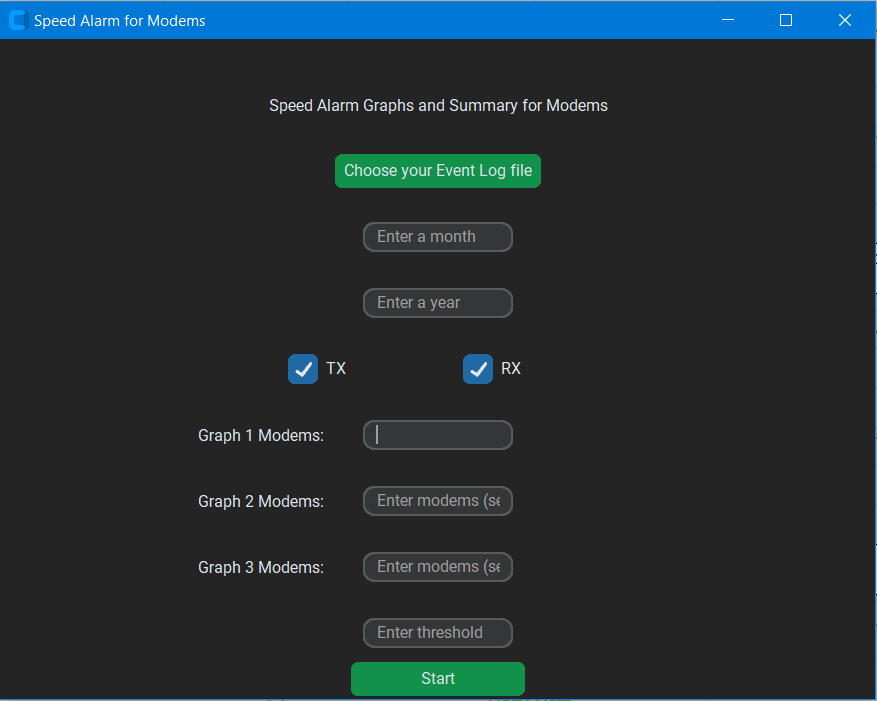 Speed Alarm for Modems
Speed Alarm Graphs and Summary for Modems
Choose your Event Log file
Enter a month
Enter a year
TX RX
Graph 1 Modems:
Graph 2 Modems: Enter modems (se
Graph 3 Modems: Enter modems (se
Enter threshold
Start